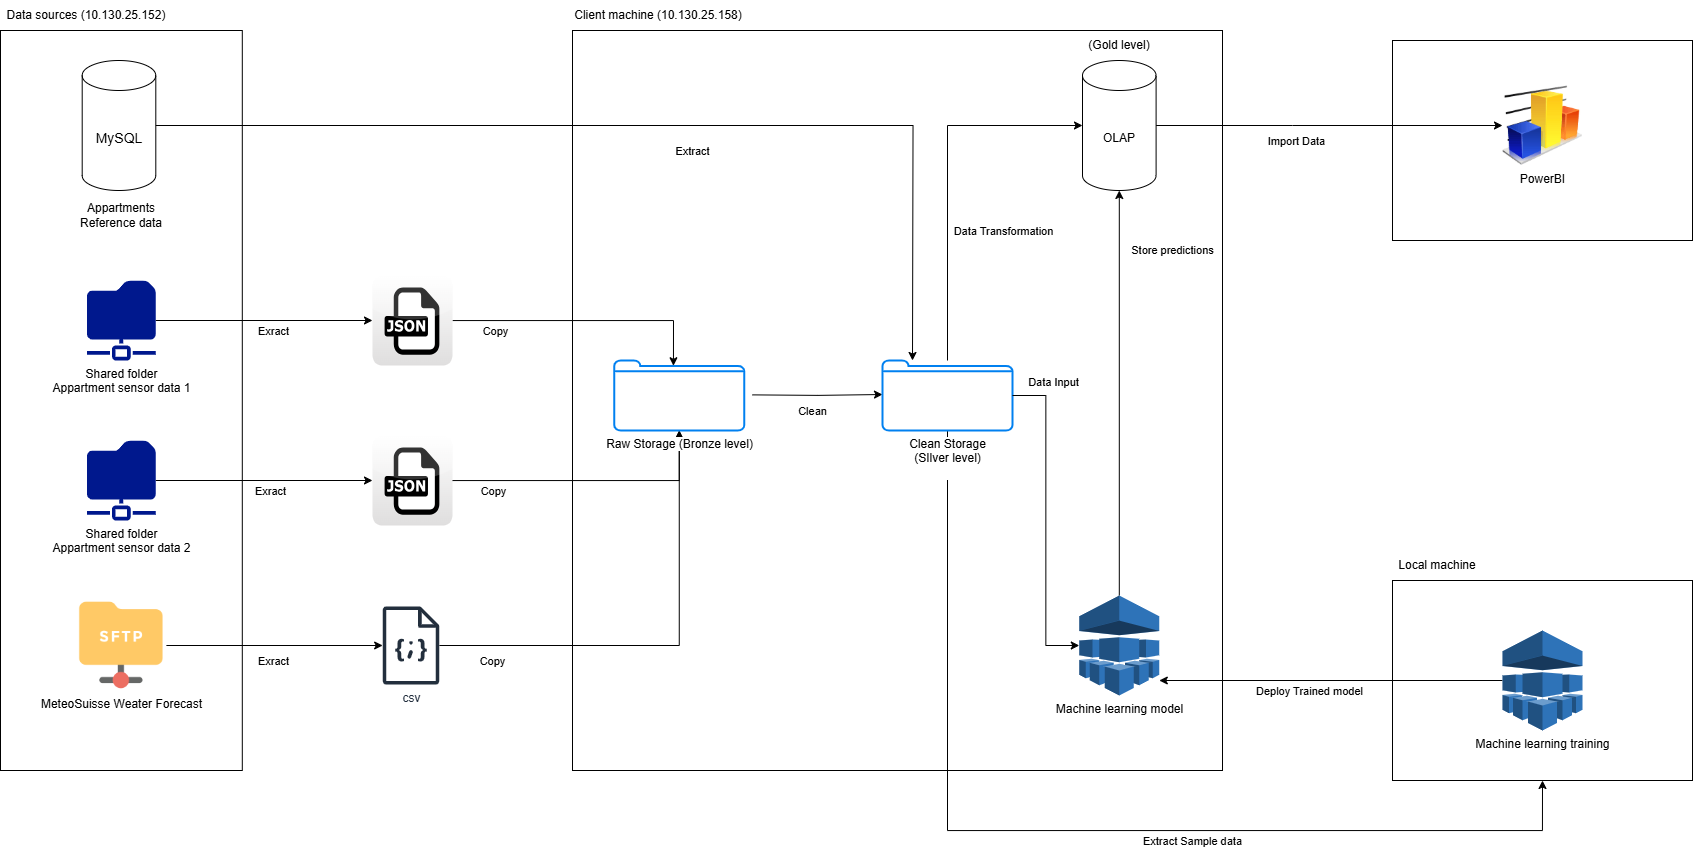 Data sources (10.130.25.152)
Client machine (10.130.25.158)
(Gold level)
MySQL
OLAP
Import Data
Extract
PowerBI
Appartments
Reference data
Data Transformation
Store predictions
JSON
Exract
Copy
Shared folder
Appartment sensor data 1
Data Input
Clean
Raw Storage (Bronze level)
Clean Storage
(SIlver level)
JSON
Exract
Copy
Shared folder
Appartment sensor data 2
Local machine
SFTP
{;}
Exract
Copy
MeteoSuisse Weater Forecast
csv
Machine learning model
Deploy Trained model
Machine learning training
Extract Sample data